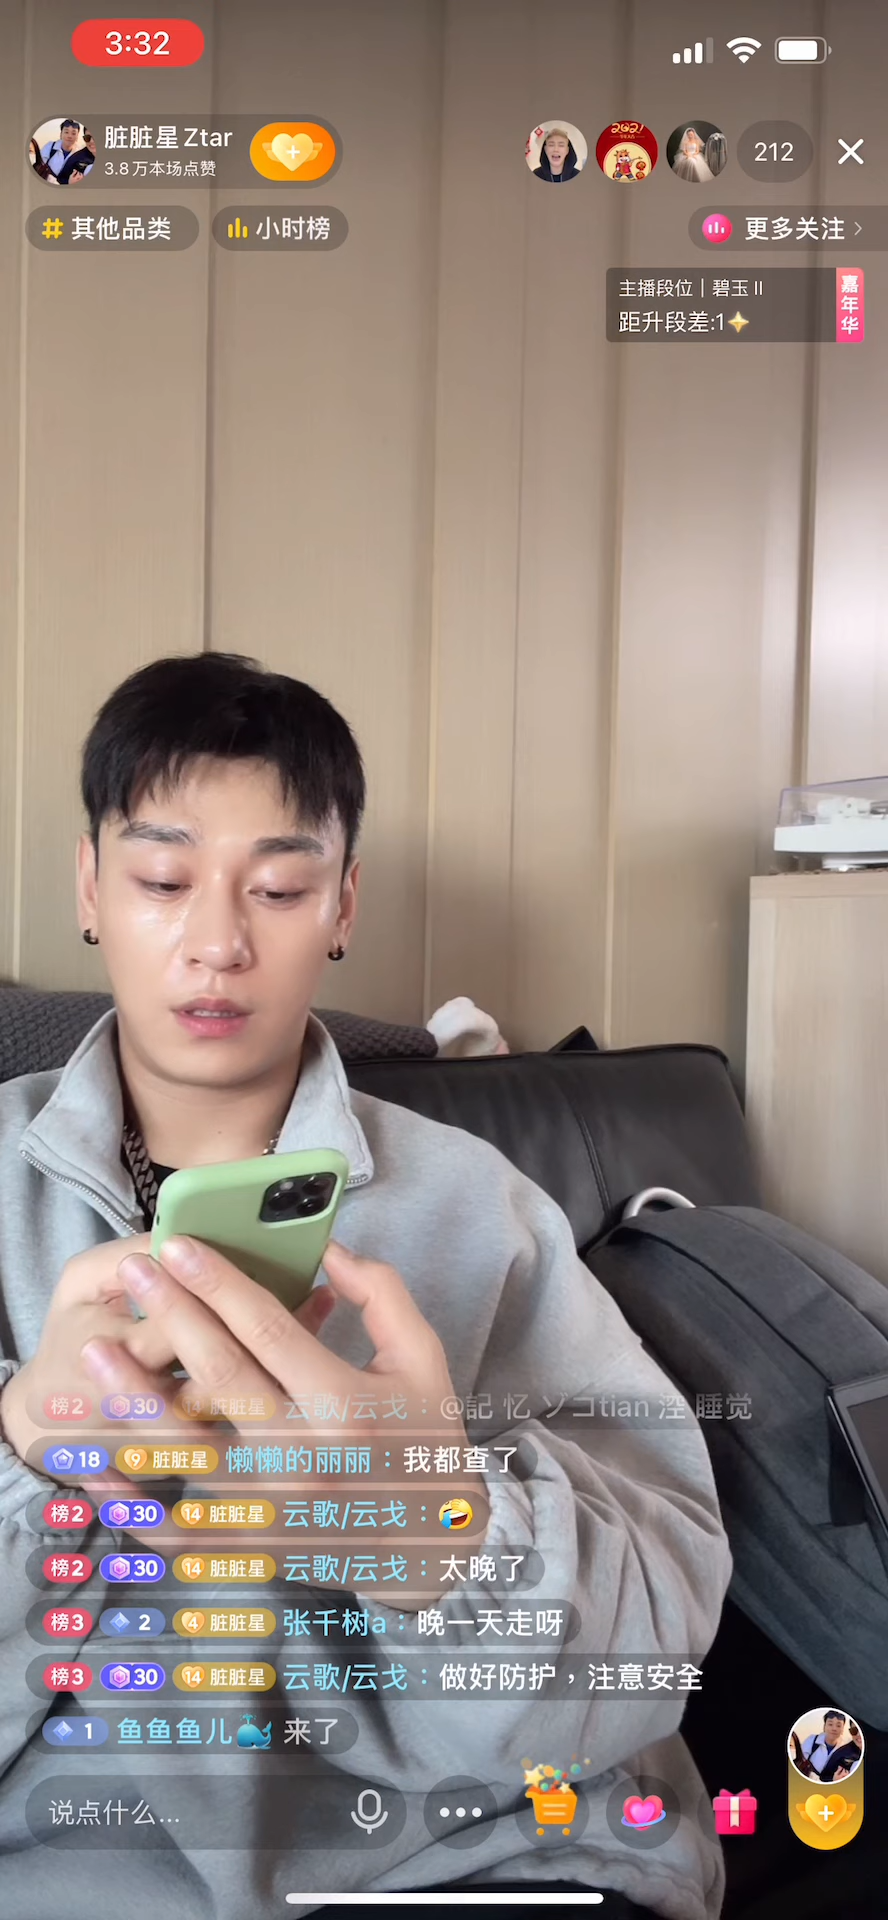 3:32
脏脏星Ztar
3.8万本场点赞
212
其他品类
小时榜
更多关注
主播段位 | 碧玉 II
距升段差:1
嘉年华
榜2 30 14 脏脏星 云歌/云戈：@記 忆 ゾコtian 涳 睡觉
18 9 脏脏星 懒懒的丽丽：我都查了
榜2 30 14 脏脏星 云歌/云戈：🤣
榜2 30 14 脏脏星 云歌/云戈：太晚了
榜3 2 4 脏脏星 张千树a：晚一天走呀
榜3 30 14 脏脏星 云歌/云戈：做好防护，注意安全
1 鱼鱼鱼儿🐳 来了
说点什么...